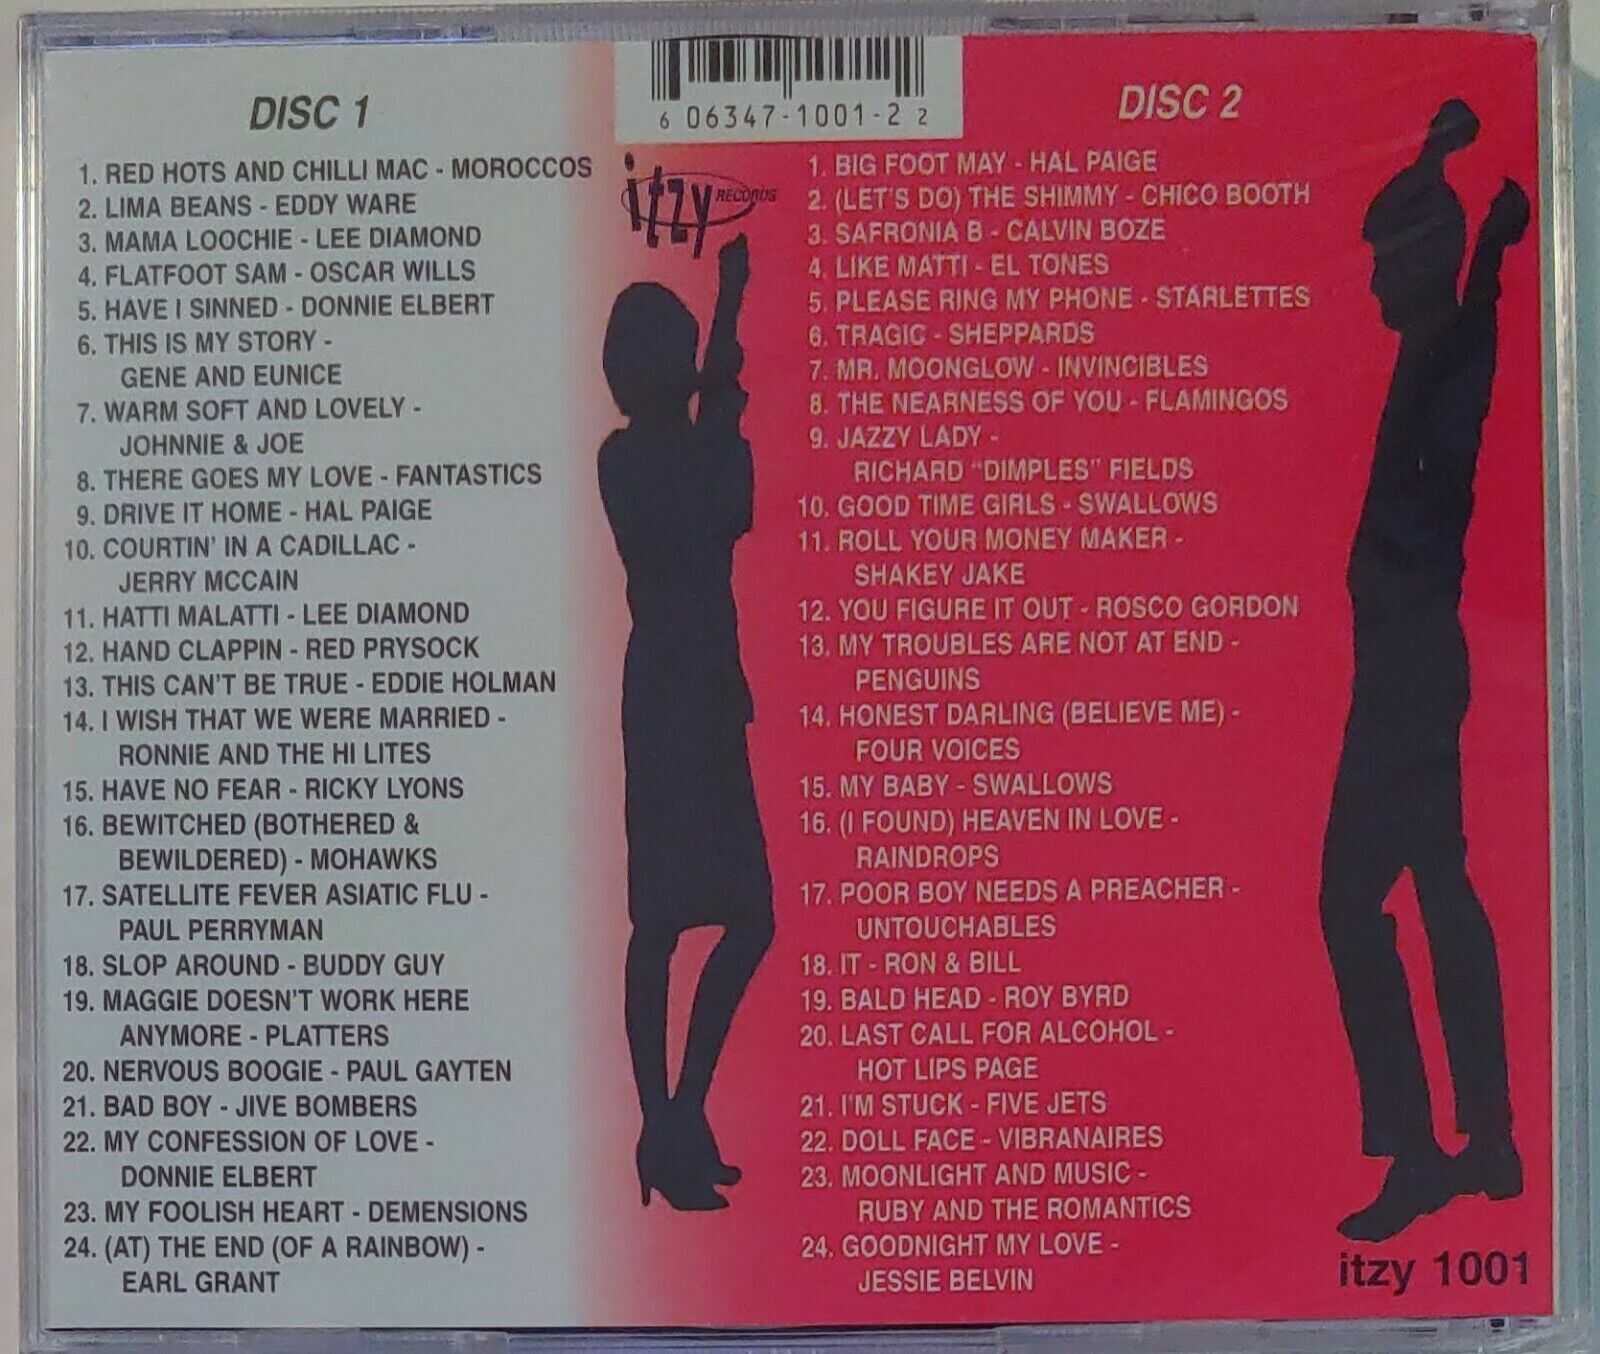 DISC 1
1. RED HOTS AND CHILLI MAC - MOROCCOS
2. LIMA BEANS - EDDY WARE
3. MAMA LOOCHIE - LEE DIAMOND
4. FLATFOOT SAM - OSCAR WILLS
5. HAVE I SINNED - DONNIE ELBERT
6. THIS IS MY STORY -
GENE AND EUNICE
7. WARM SOFT AND LOVELY -
JOHNNIE & JOE
8. THERE GOES MY LOVE - FANTASTICS
9. DRIVE IT HOME - HAL PAIGE
10. COURTIN' IN A CADILLAC -
JERRY MCCAIN
11. HATTI MALATTI - LEE DIAMOND
12. HAND CLAPPIN - RED PRYSOCK
13. THIS CAN'T BE TRUE - EDDIE HOLMAN
14. I WISH THAT WE WERE MARRIED -
RONNIE AND THE HI LITES
15. HAVE NO FEAR - RICKY LYONS
16. BEWITCHED (BOTHERED &
BEWILDERED) - MOHAWKS
17. SATELLITE FEVER ASIATIC FLU -
PAUL PERRYMAN
18. SLOP AROUND - BUDDY GUY
19. MAGGIE DOESN'T WORK HERE
ANYMORE - PLATTERS
20. NERVOUS BOOGIE - PAUL GAYTEN
21. BAD BOY - JIVE BOMBERS
22. MY CONFESSION OF LOVE -
DONNIE ELBERT
23. MY FOOLISH HEART - DEMENSIONS
24. (AT) THE END (OF A RAINBOW) -
EARL GRANT
6 06347-1001-2 2
itzy RECORDS
DISC 2
1. BIG FOOT MAY - HAL PAIGE
2. (LET'S DO) THE SHIMMY - CHICO BOOTH
3. SAFRONIA B - CALVIN BOZE
4. LIKE MATTI - EL TONES
5. PLEASE RING MY PHONE - STARLETTES
6. TRAGIC - SHEPPARDS
7. MR. MOONGLOW - INVINCIBLES
8. THE NEARNESS OF YOU - FLAMINGOS
9. JAZZY LADY -
RICHARD "DIMPLES" FIELDS
10. GOOD TIME GIRLS - SWALLOWS
11. ROLL YOUR MONEY MAKER -
SHAKEY JAKE
12. YOU FIGURE IT OUT - ROSCO GORDON
13. MY TROUBLES ARE NOT AT END -
PENGUINS
14. HONEST DARLING (BELIEVE ME) -
FOUR VOICES
15. MY BABY - SWALLOWS
16. (I FOUND) HEAVEN IN LOVE -
RAINDROPS
17. POOR BOY NEEDS A PREACHER -
UNTOUCHABLES
18. IT - RON & BILL
19. BALD HEAD - ROY BYRD
20. LAST CALL FOR ALCOHOL -
HOT LIPS PAGE
21. I'M STUCK - FIVE JETS
22. DOLL FACE - VIBRANAIRES
23. MOONLIGHT AND MUSIC -
RUBY AND THE ROMANTICS
24. GOODNIGHT MY LOVE -
JESSIE BELVIN
itzy 1001